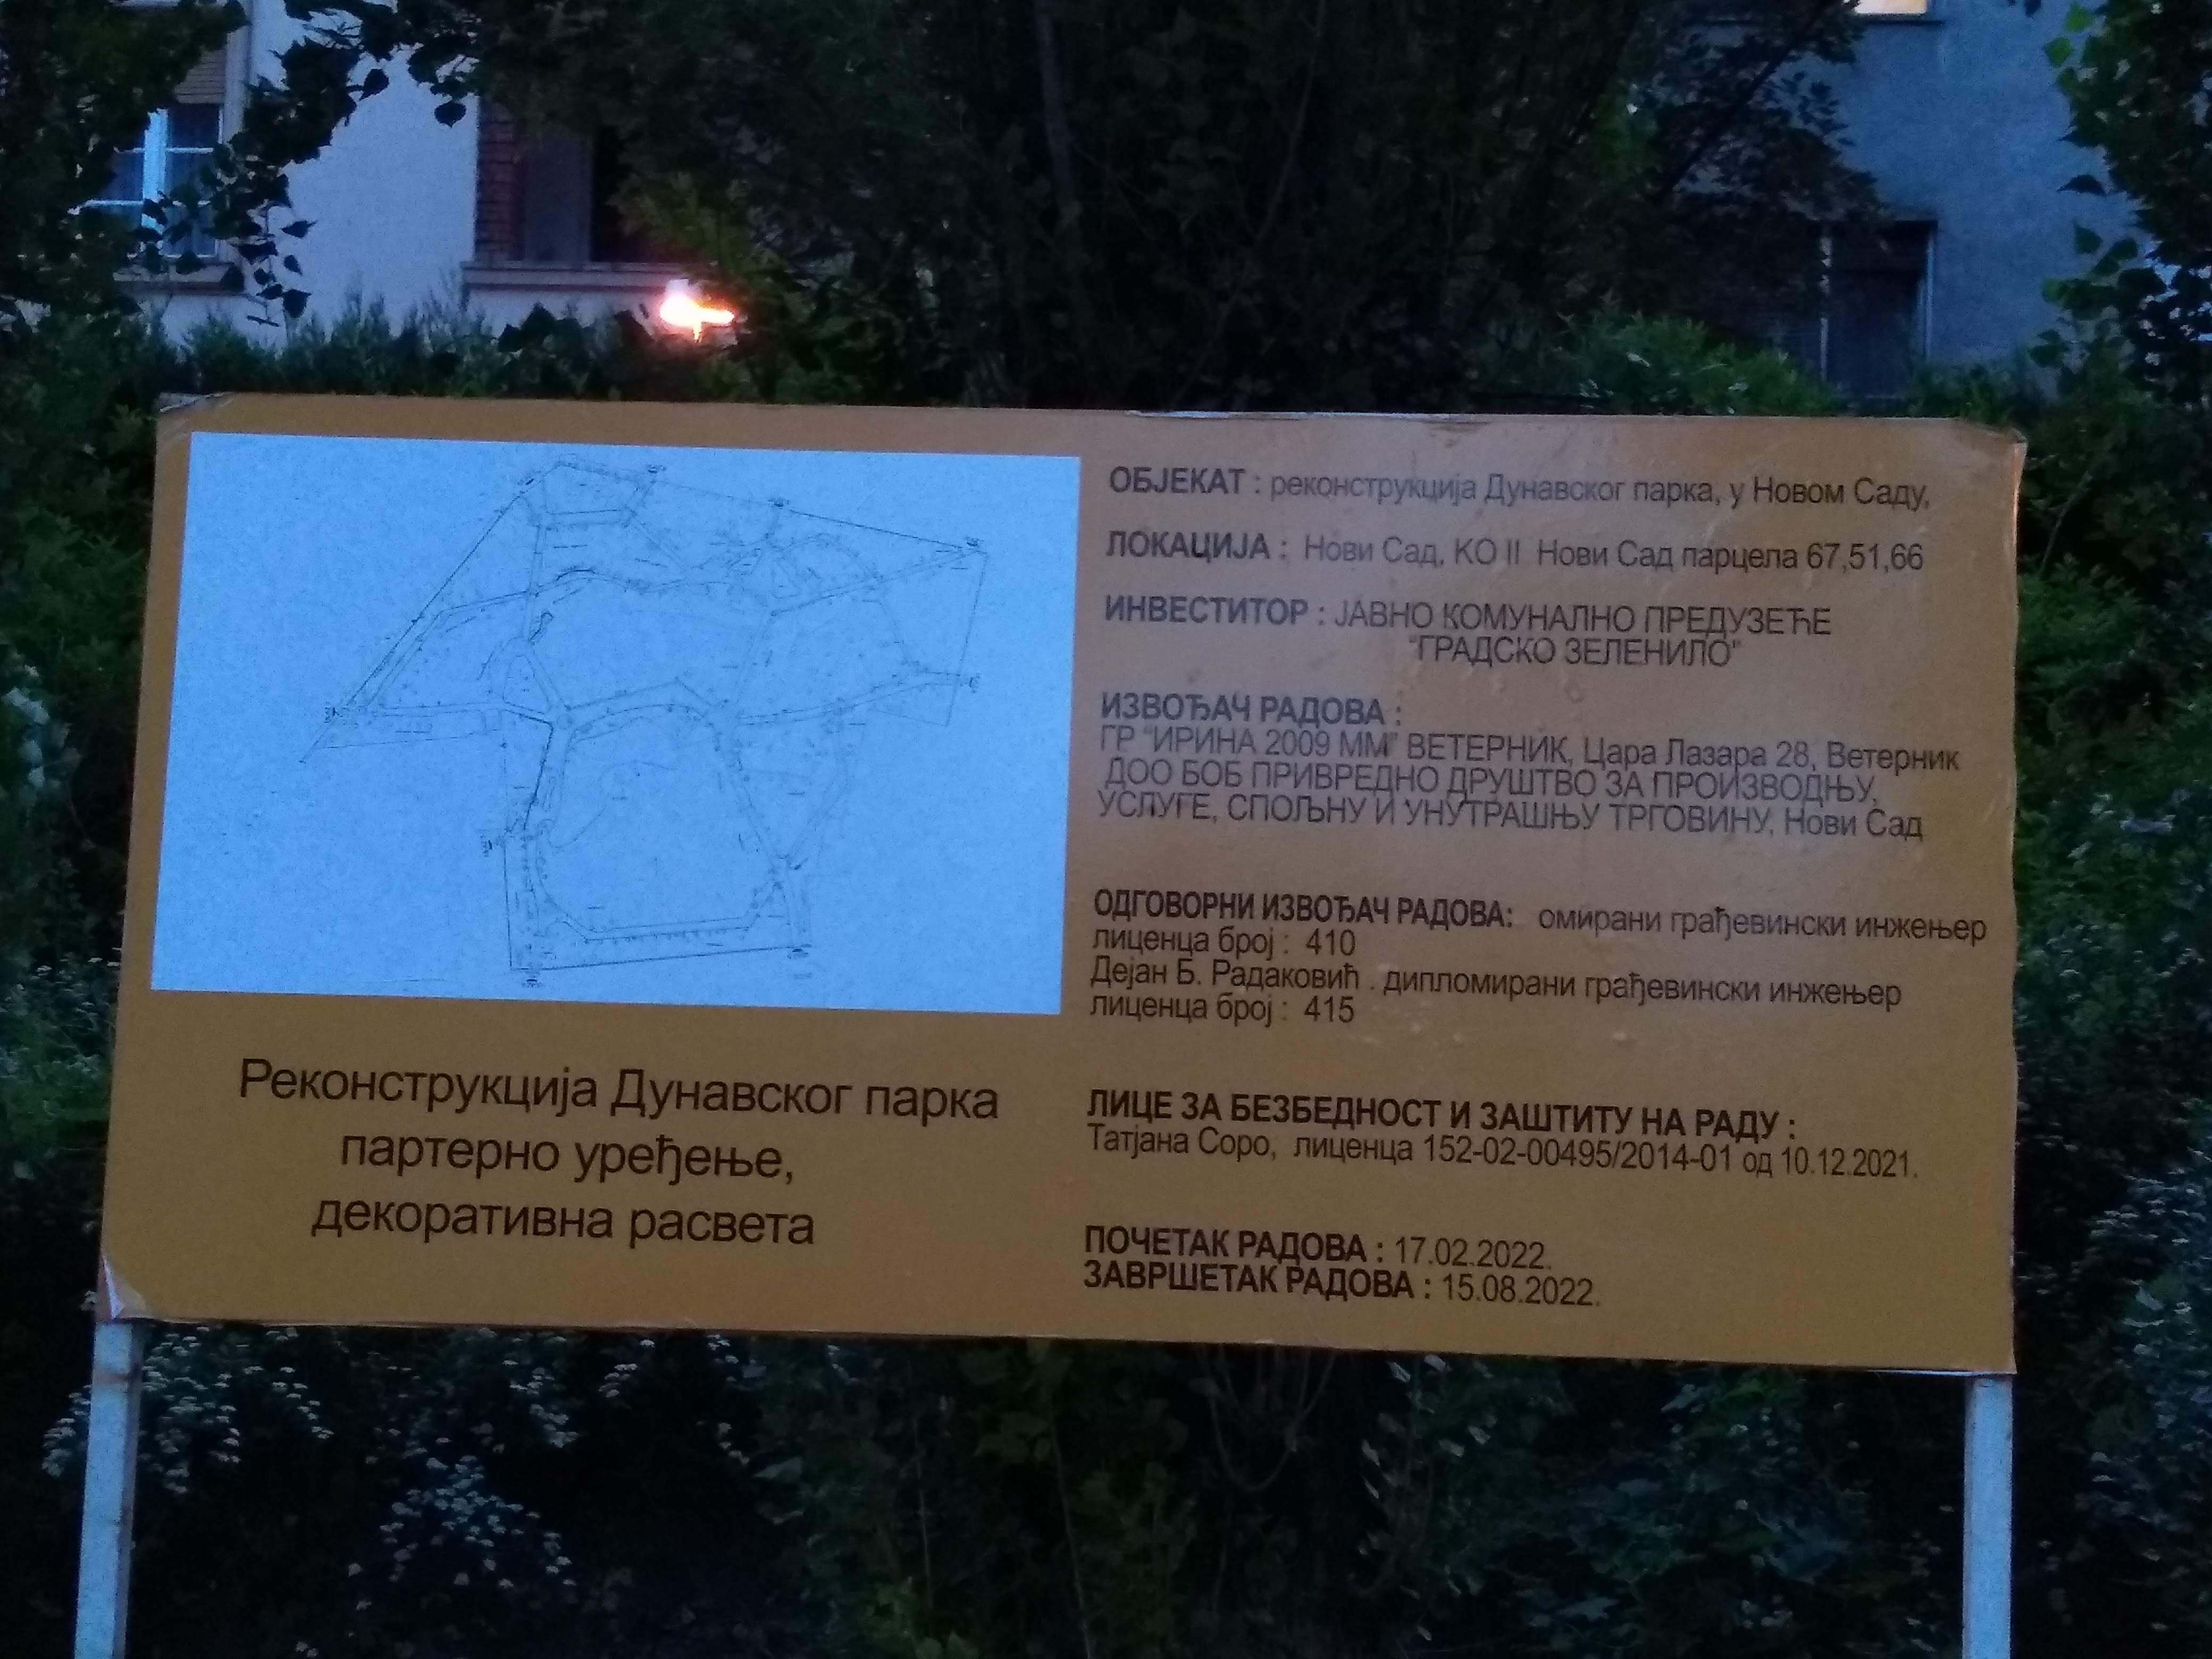 ОБЈЕКАТ : реконструкција Дунавског парка, у Новом Саду,
ЛОКАЦИЈА : Нови Сад, КО II Нови Сад парцела 67,51,66
ИНВЕСТИТОР : ЈАВНО КОМУНАЛНО ПРЕДУЗЕЋЕ
"ГРАДСКО ЗЕЛЕНИЛО"
ИЗВОЂАЧ РАДОВА :
ГР "ИРИНА 2009 ММ" ВЕТЕРНИК, Цара Лазара 28, Ветерник
ДОО БОБ ПРИВРЕДНО ДРУШТВО ЗА ПРОИЗВОДЊУ,
УСЛУГЕ, СПОЉНУ И УНУТРАШЊУ ТРГОВИНУ, Нови Сад
ОДГОВОРНИ ИЗВОЂАЧ РАДОВА: омирани грађевински инжењер
лиценца број : 410
Дејан Б. Радаковић . дипломирани грађевински инжењер
лиценца број : 415
ЛИЦЕ ЗА БЕЗБЕДНОСТ И ЗАШТИТУ НА РАДУ :
Татјана Соро, лиценца 152-02-00495/2014-01 од 10.12.2021.
ПОЧЕТАК РАДОВА : 17.02.2022.
ЗАВРШЕТАК РАДОВА : 15.08.2022.
Реконструкција Дунавског парка
партерно уређење,
декоративна расвета